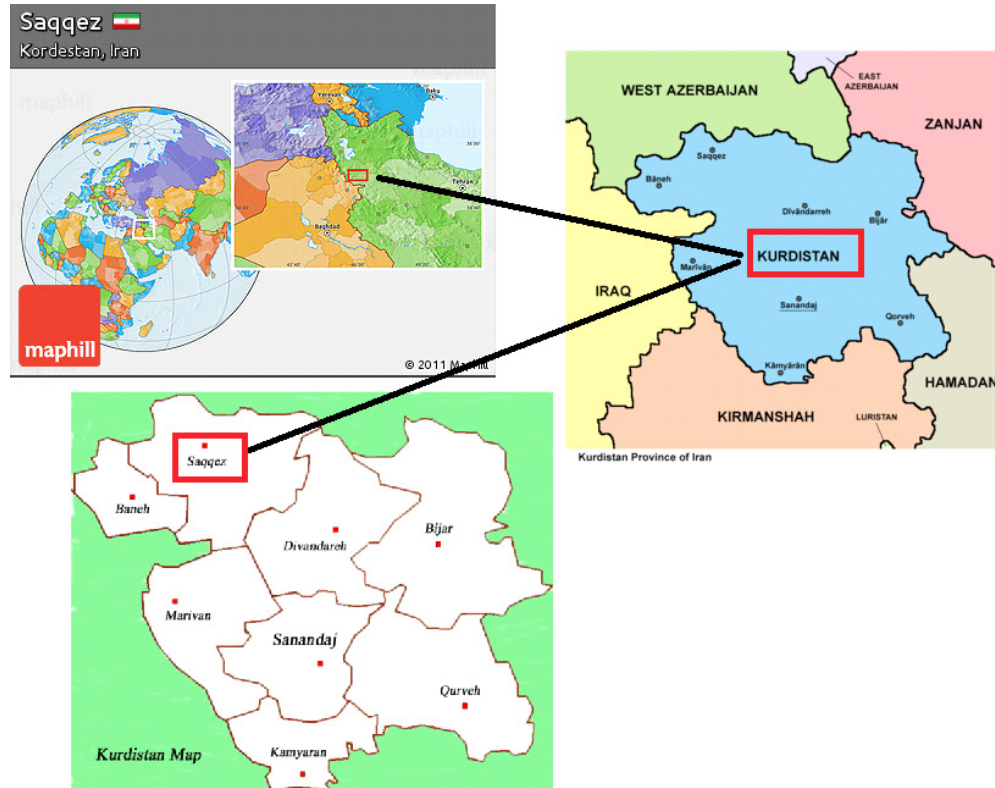 Saqqez
Kordestan, Iran
maphill
Yerevan
Baku
Tehran
Baghdad
maphill
© 2011 Maphill
EAST
AZERBAIJAN
WEST AZERBAIJAN
ZANJAN
Saqqez
Bāneh
Dīvāndarreh
Bījār
KURDISTAN
Marīvān
IRAQ
Sanandaj
Qorveh
Kāmyārān
HAMADAN
KIRMANSHAH
LURISTAN
Kurdistan Province of Iran
Saqqez
Baneh
Bijar
Divandareh
Marivan
Sanandaj
Qurveh
Kamyaran
Kurdistan Map